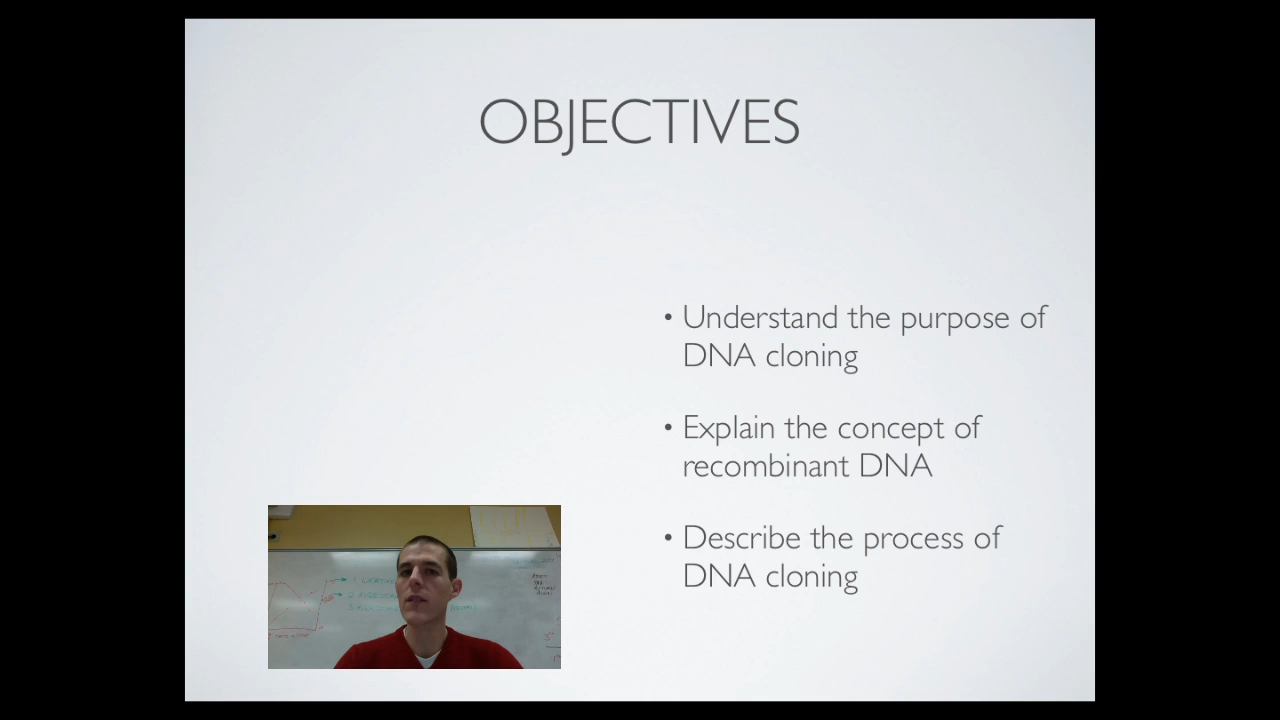 OBJECTIVES
• Understand the purpose of
DNA cloning
• Explain the concept of
recombinant DNA
• Describe the process of
DNA cloning